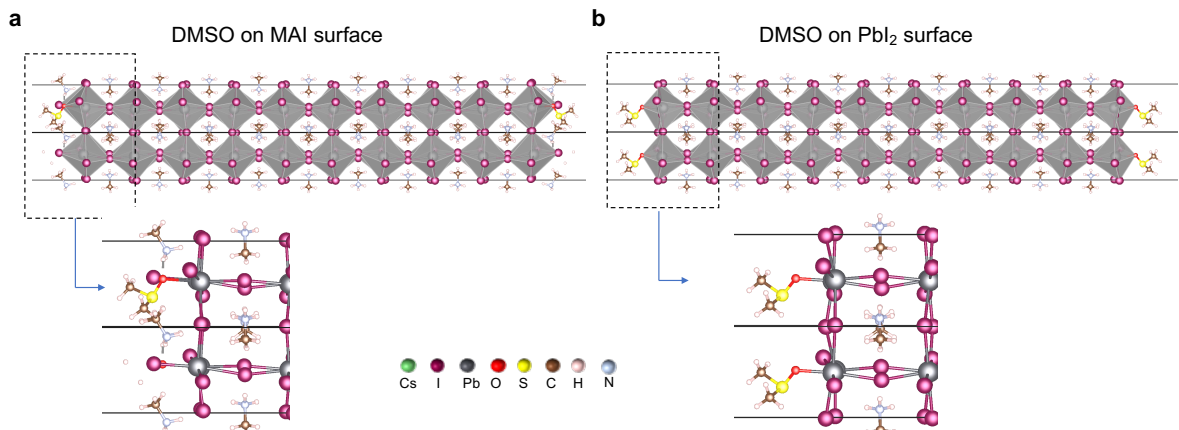 a
DMSO on MAI surface
b
DMSO on PbI₂ surface
Cs I Pb O S C H N